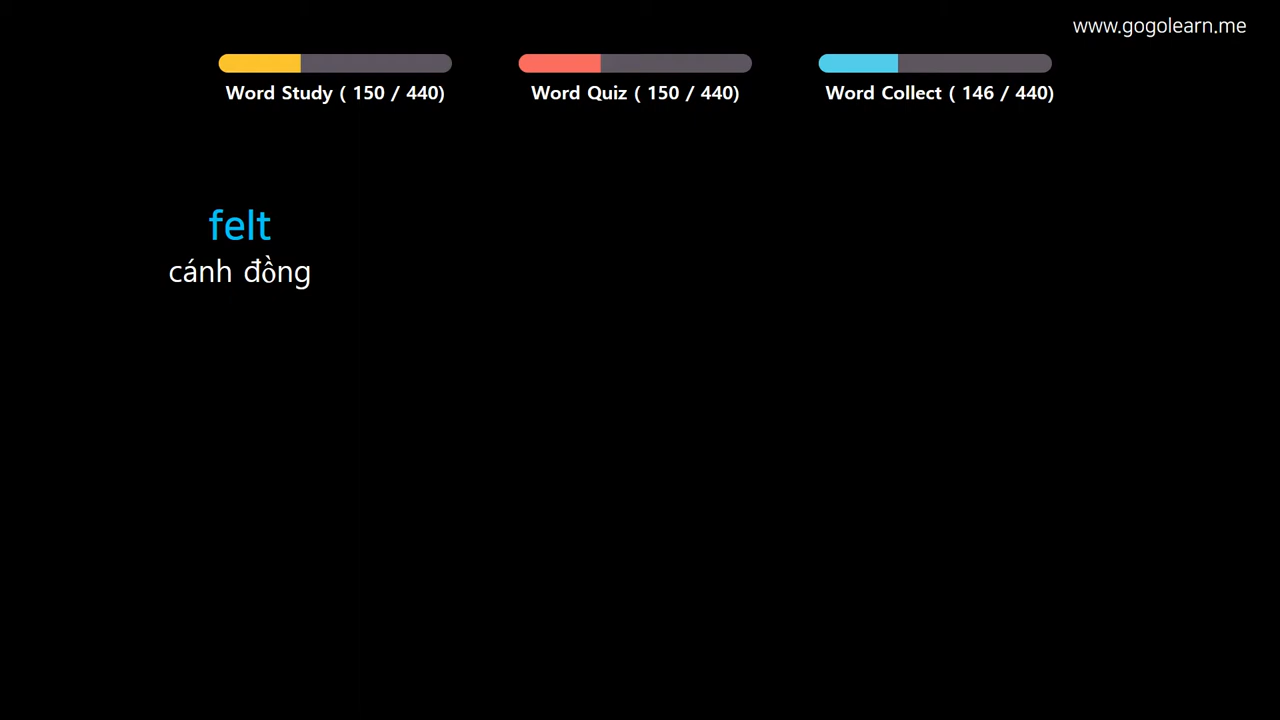 www.gogolearn.me
Word Study ( 150 / 440)
Word Quiz ( 150 / 440)
Word Collect ( 146 / 440)
felt
cánh đồng